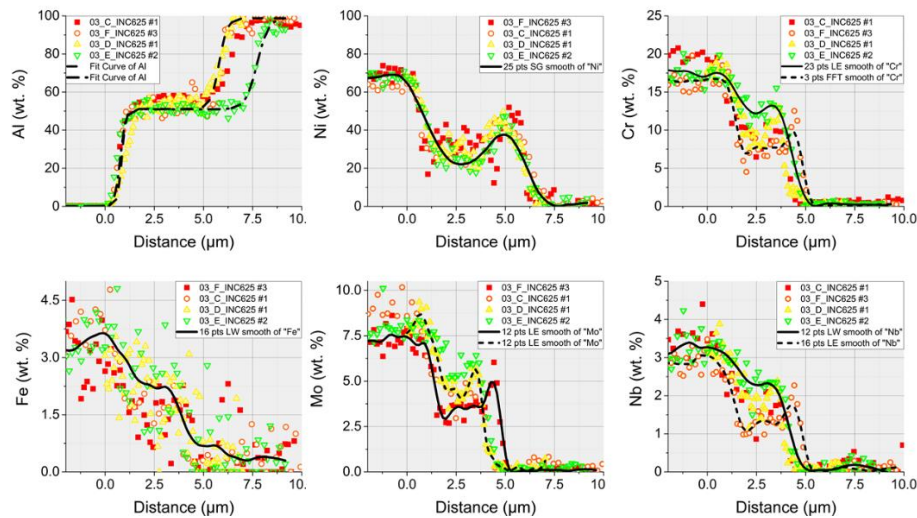 03_C_INC625 #1
03_F_INC625 #3
03_D_INC625 #1
03_E_INC625 #2
Fit Curve of Al
Fit Curve of Al
Al (wt. %)
100
80
60
40
20
0
0.0
2.5
5.0
7.5
10.
Distance (µm)
03_F_INC625 #3
03_C_INC625 #1
03_D_INC625 #1
03_E_INC625 #2
25 pts SG smooth of "Ni"
Ni (wt. %)
100
80
60
40
20
0
0.0
2.5
5.0
7.5
10
Distance (µm)
03_C_INC625 #1
03_F_INC625 #3
03_D_INC625 #1
03_E_INC625 #2
23 pts LE smooth of "Cr"
3 pts FFT smooth of "Cr"
Cr (wt. %)
25
20
15
10
5
0
0.0
2.5
5.0
7.5
10.0
Distance (µm)
03_F_INC625 #3
03_C_INC625 #1
03_D_INC625 #1
03_E_INC625 #2
16 pts LW smooth of "Fe"
Fe (wt. %)
4.5
3.0
1.5
0.0
0.0
2.5
5.0
7.5
10.
Distance (µm)
03_F_INC625 #3
03_C_INC625 #1
03_D_INC625 #1
03_E_INC625 #2
12 pts LE smooth of "Mo"
12 pts LE smooth of "Mo"
Mo (wt. %)
10.0
7.5
5.0
2.5
0.0
0.0
2.5
5.0
7.5
10
Distance (µm)
03_C_INC625 #1
03_F_INC625 #3
03_D_INC625 #1
03_E_INC625 #2
12 pts LW smooth of "Nb"
16 pts LE smooth of "Nb"
Nb (wt. %)
5
4
3
2
1
0
0.0
2.5
5.0
7.5
10.0
Distance (µm)